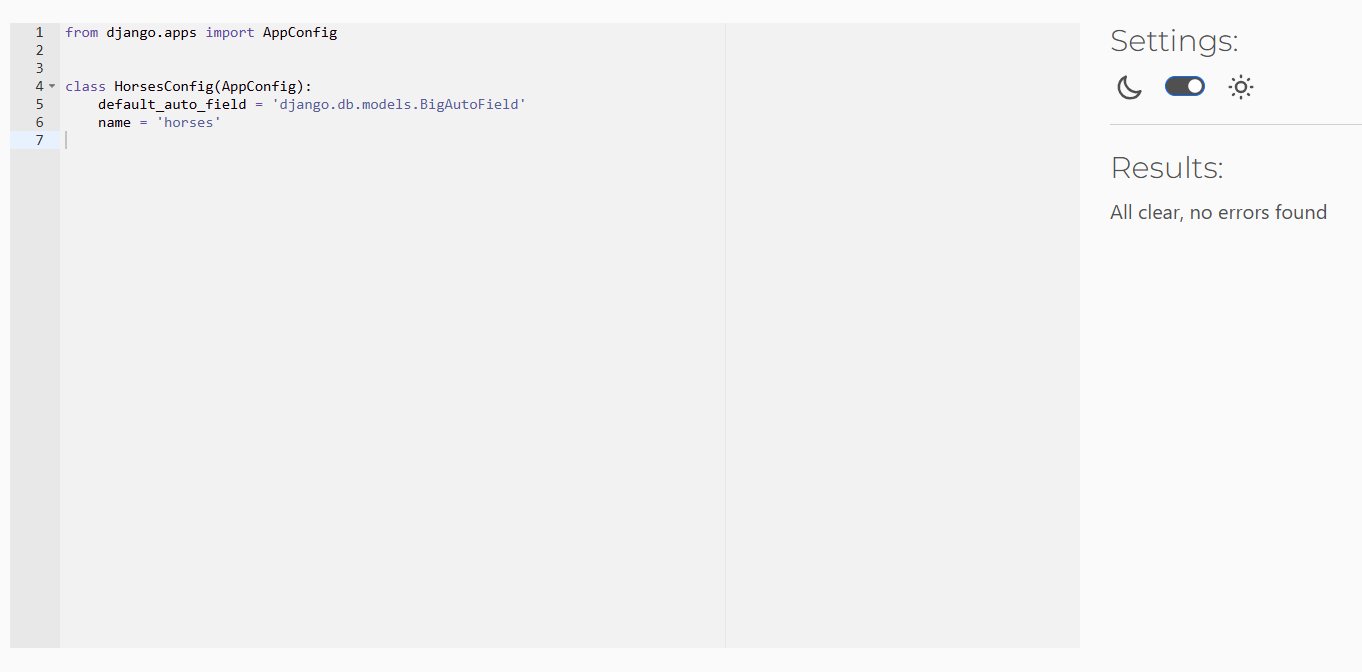 1 from django.apps import AppConfig
2
3
4 class HorsesConfig(AppConfig):
5     default_auto_field = 'django.db.models.BigAutoField'
6     name = 'horses'
7
Settings:
Results:
All clear, no errors found